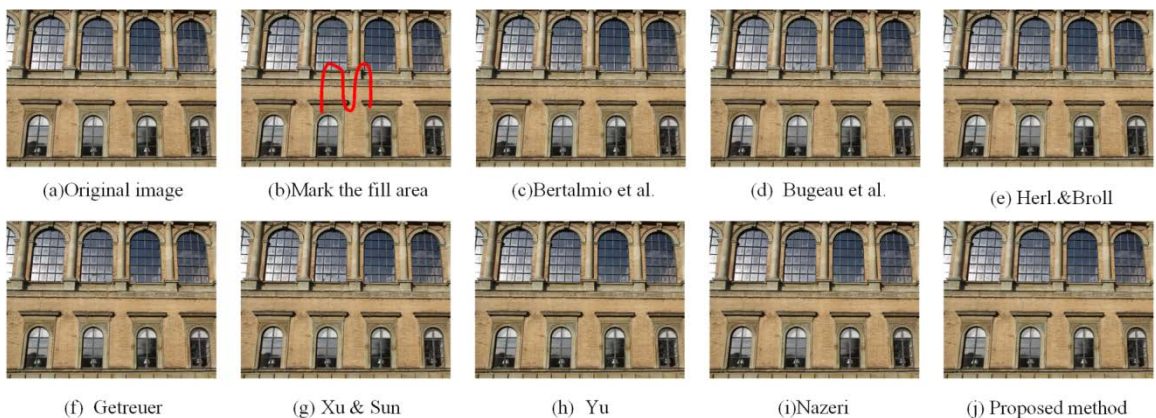 (a)Original image
(b)Mark the fill area
(c)Bertalmio et al.
(d) Bugeau et al.
(e) Herl.&Broll
(f) Getreuer
(g) Xu & Sun
(h) Yu
(i)Nazeri
(j) Proposed method